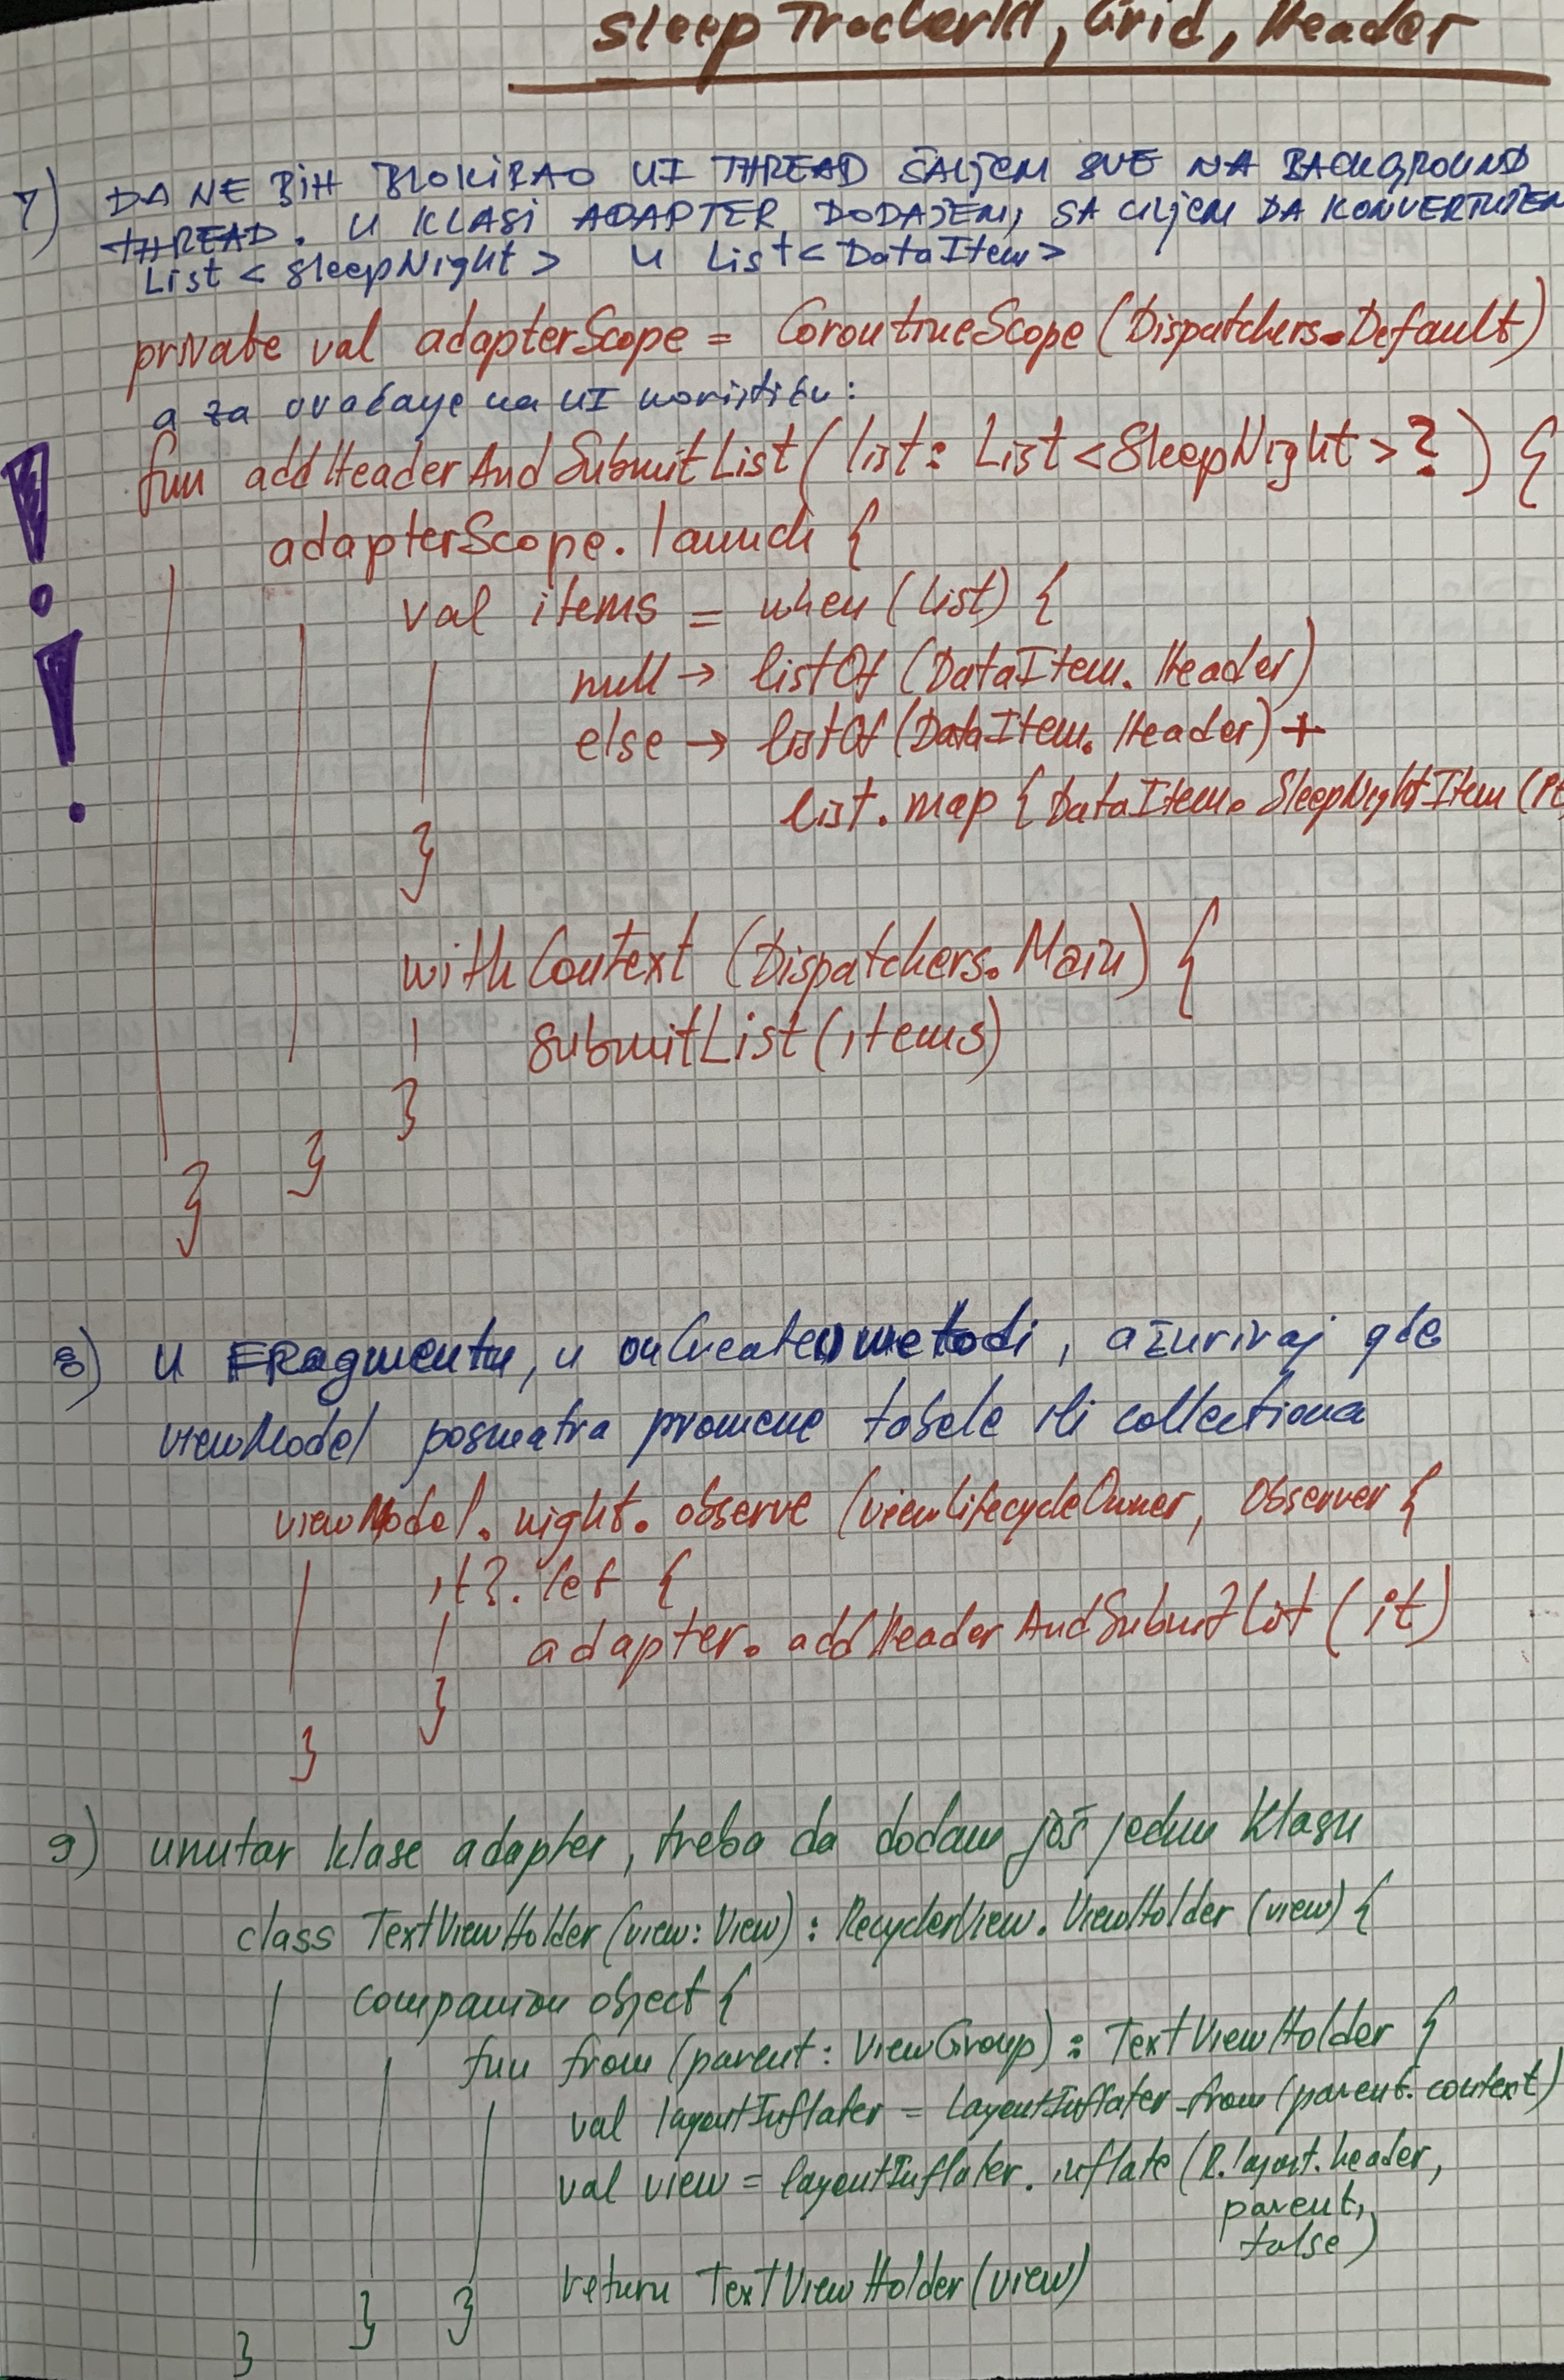 SleepTracker, Grid, Header
7) DA NE BIH BLOKIRAO UI THREAD ŠALJEM SVE NA BACKGROUND
THREAD. U KLASI ADAPTER DODAJEM, SA CILJEM DA KONVERTUJEM
List < SleepNight > u List < DataItem >
private val adapterScope = CoroutineScope (Dispatchers.Default)
a za vraćanje na UI koristiću:
fun addHeaderAndSubmitList (list: List <SleepNight>?) {
adapterScope. launch {
val items = when (list) {
null → listOf (DataItem. Header)
else → listOf (DataItem. Header) +
list. map { DataItem. SleepNightItem (it
}
withContext (Dispatchers.Main) {
submitList (items)
}
}
}
8) u FRagmentu, u onCreate() metodi, ažuriraj gde
viewModel posmatra promene tabele ili collectiona
viewModel. night. observe (viewLifecycleOwner, Observer {
it?. let {
adapter. addHeaderAndSubmitList (it)
}
}
9) unutar klase adapter, treba da dodam još jednu klasu
class TextViewHolder (view: View) : RecyclerView. ViewHolder (view) {
companion object {
fun from (parent: ViewGroup) : TextViewHolder {
val layoutInflater = LayoutInflater.from (parent. context)
val view = layoutInflater. inflate (R.layout.header,
parent,
false)
return TextViewHolder (view)
} }
}